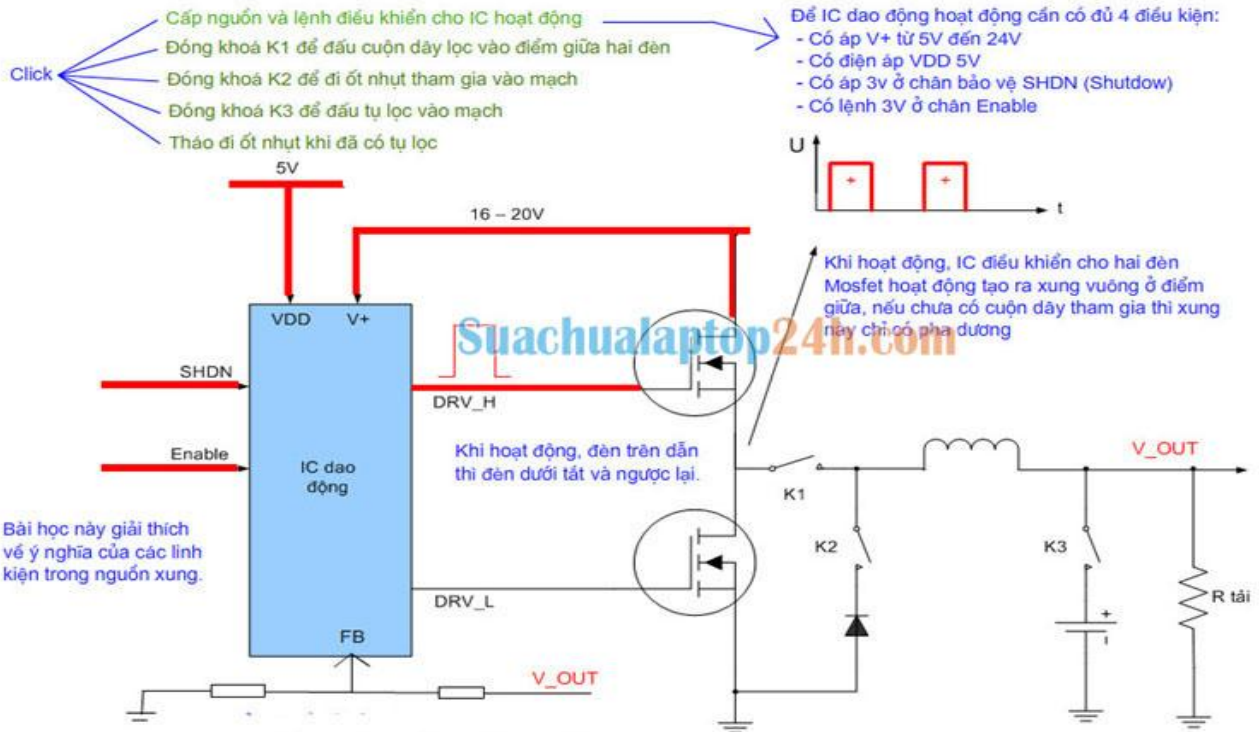 Cấp nguồn và lệnh điều khiển cho IC hoạt động
Đóng khoá K1 để đấu cuộn dây lọc vào điểm giữa hai đèn
Click
Đóng khoá K2 để đi ốt nhụt tham gia vào mạch
Đóng khoá K3 để đấu tụ lọc vào mạch
Tháo đi ốt nhụt khi đã có tụ lọc
Để IC dao động hoạt động cần có đủ 4 điều kiện:
- Có áp V+ từ 5V đến 24V
- Có điện áp VDD 5V
- Có áp 3v ở chân bảo vệ SHDN (Shutdow)
- Có lệnh 3V ở chân Enable
U
+
+
t
5V
16 – 20V
Khi hoạt động, IC điều khiển cho hai đèn
Mosfet hoạt động tạo ra xung vuông ở điểm
giữa, nếu chưa có cuộn dây tham gia thì xung
này chỉ có pha dương
VDD
V+
Suachualaptop24h.com
SHDN
DRV_H
Enable
IC dao
động
Khi hoạt động, đèn trên dẫn
thì đèn dưới tắt và ngược lại.
K1
V_OUT
Bài học này giải thích
về ý nghĩa của các linh
kiện trong nguồn xung.
K2
K3
DRV_L
R tải
+
-
FB
V_OUT